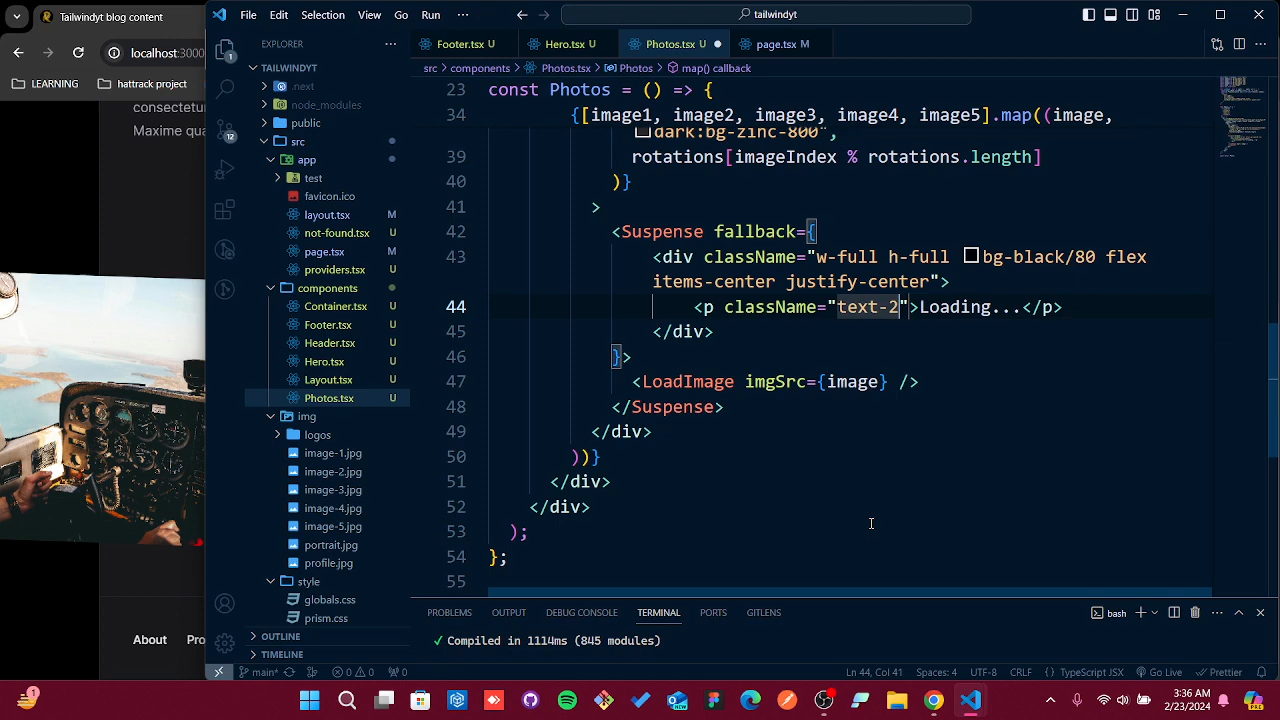 Tailwindyt blog content
localhost:3000
LEARNING
hattrack project
consectetu
Maxime qua
About
Pro
File
Edit
Selection
View
Go
Run
tailwindyt
EXPLORER
TAILWINDYT
.next
node_modules
public
src
app
test
favicon.ico
layout.tsx M
not-found.tsx U
page.tsx M
providers.tsx U
components
Container.tsx U
Footer.tsx U
Header.tsx U
Hero.tsx U
Layout.tsx U
Photos.tsx U
img
logos
image-1.jpg
image-2.jpg
image-3.jpg
image-4.jpg
image-5.jpg
portrait.jpg
profile.jpg
style
globals.css
prism.css
OUTLINE
TIMELINE
Footer.tsx U
Hero.tsx U
Photos.tsx U
page.tsx M
src > components > Photos.tsx > Photos > map() callback
23 const Photos = () => {
34 {[image1, image2, image3, image4, image5].map((image,
dark:bg-zinc-800",
39 rotations[imageIndex % rotations.length]
40 )}
41 >
42 <Suspense fallback={
43 <div className="w-full h-full bg-black/80 flex
items-center justify-center">
44 <p className="text-2">Loading...</p>
45 </div>
46 }>
47 <LoadImage imgSrc={image} />
48 </Suspense>
49 </div>
50 ))}
51 </div>
52 </div>
53 );
54 };
55
PROBLEMS
OUTPUT
DEBUG CONSOLE
TERMINAL
PORTS
GITLENS
bash
✓ Compiled in 1114ms (845 modules)
main*
0
0
0
Ln 44, Col 41
Spaces: 4
UTF-8
CRLF
TypeScript JSX
Go Live
Prettier
3:36 AM
2/23/2024